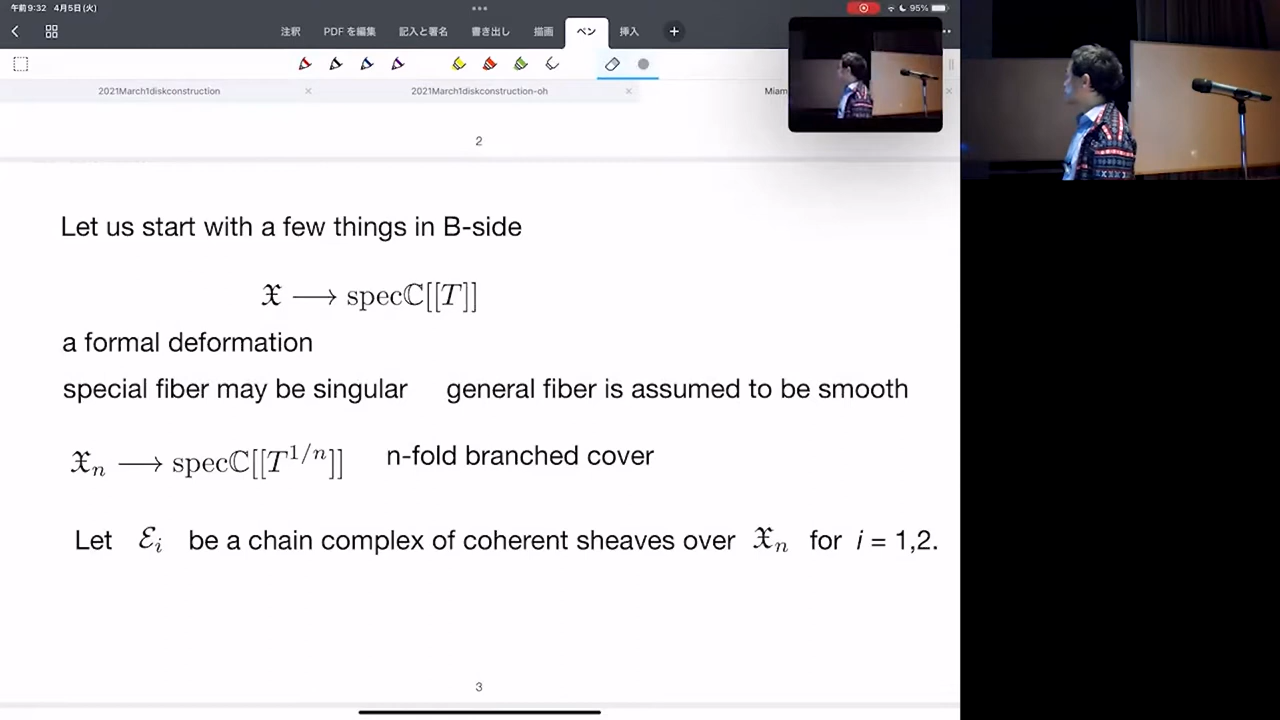 午前9:32 4月5日(火)
95%
注釈 PDF を編集 記入と署名 書き出し 描画 ペン 挿入
2021March1diskconstruction × 2021March1diskconstruction-oh × Miam ×
2
Let us start with a few things in B-side
𝔛 ⟶ specℂ[[T]]
a formal deformation
special fiber may be singular general fiber is assumed to be smooth
𝔛ₙ ⟶ specℂ[[T^{1/n}]] n-fold branched cover
Let ℰᵢ be a chain complex of coherent sheaves over 𝔛ₙ for i = 1,2.
3